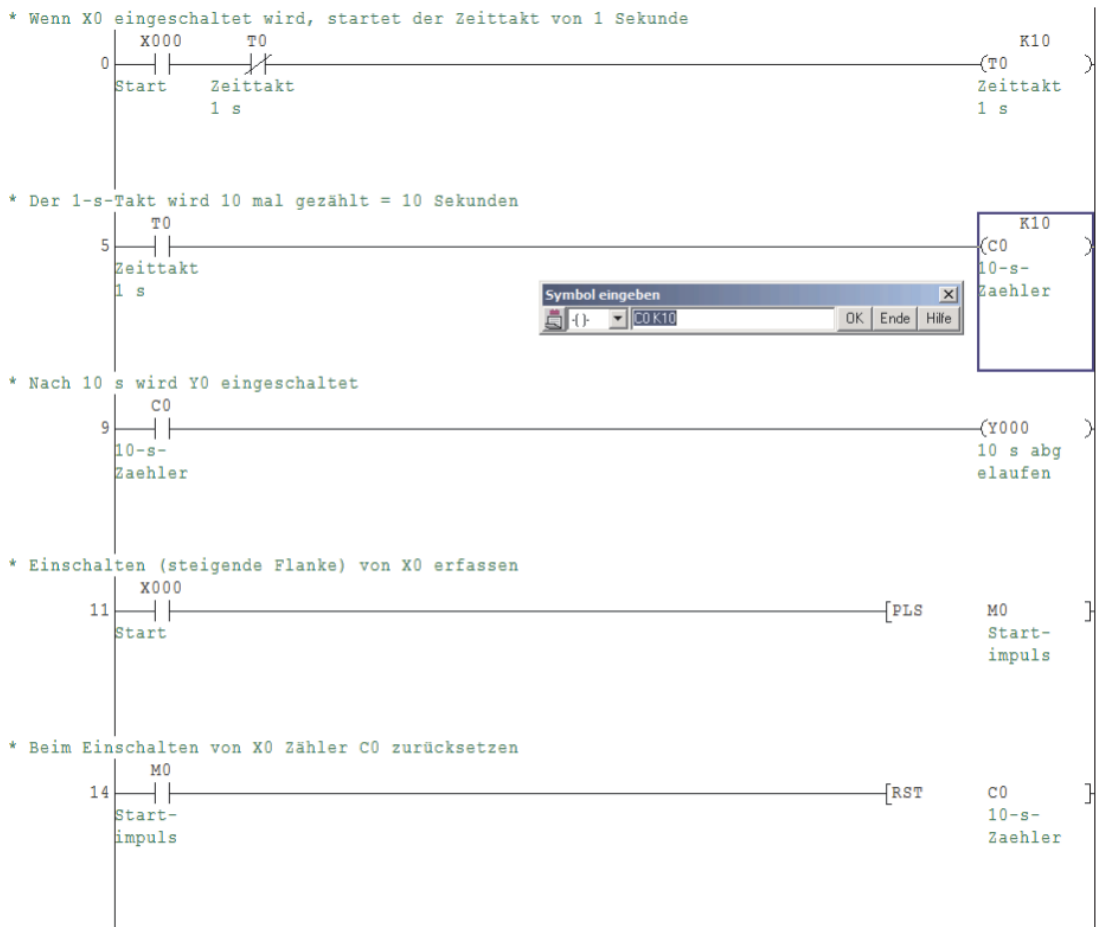 * Wenn X0 eingeschaltet wird, startet der Zeittakt von 1 Sekunde
X000 T0 K10
0 (T0 )
Start Zeittakt Zeittakt
1 s 1 s
* Der 1-s-Takt wird 10 mal gezählt = 10 Sekunden
T0 K10
5 (C0 )
Zeittakt 10-s-
1 s Zaehler
Symbol eingeben
-( )- C0 K10 OK Ende Hilfe
* Nach 10 s wird Y0 eingeschaltet
C0
9 (Y000 )
10-s- 10 s abg
Zaehler elaufen
* Einschalten (steigende Flanke) von X0 erfassen
X000
11 [PLS M0 ]
Start Start-
impuls
* Beim Einschalten von X0 Zähler C0 zurücksetzen
M0
14 [RST C0 ]
Start- 10-s-
impuls Zaehler